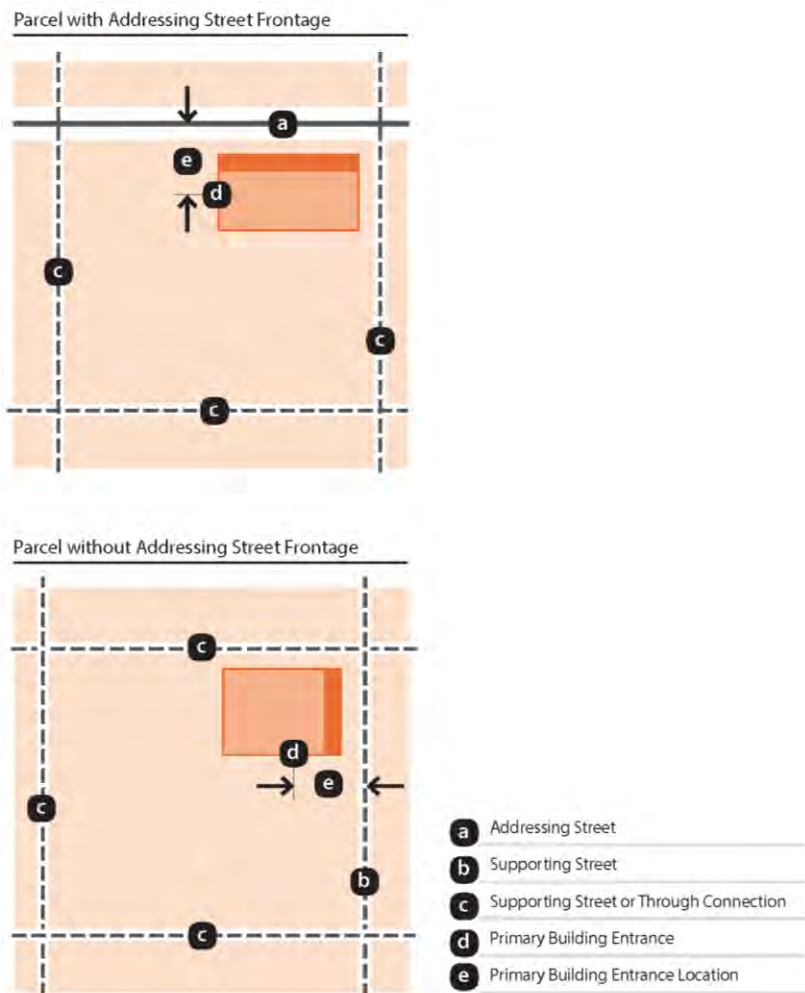 Parcel with Addressing Street Frontage
a
e
d
c
c
c
Parcel without Addressing Street Frontage
c
d
e
c
b
c
a Addressing Street
b Supporting Street
c Supporting Street or Through Connection
d Primary Building Entrance
e Primary Building Entrance Location